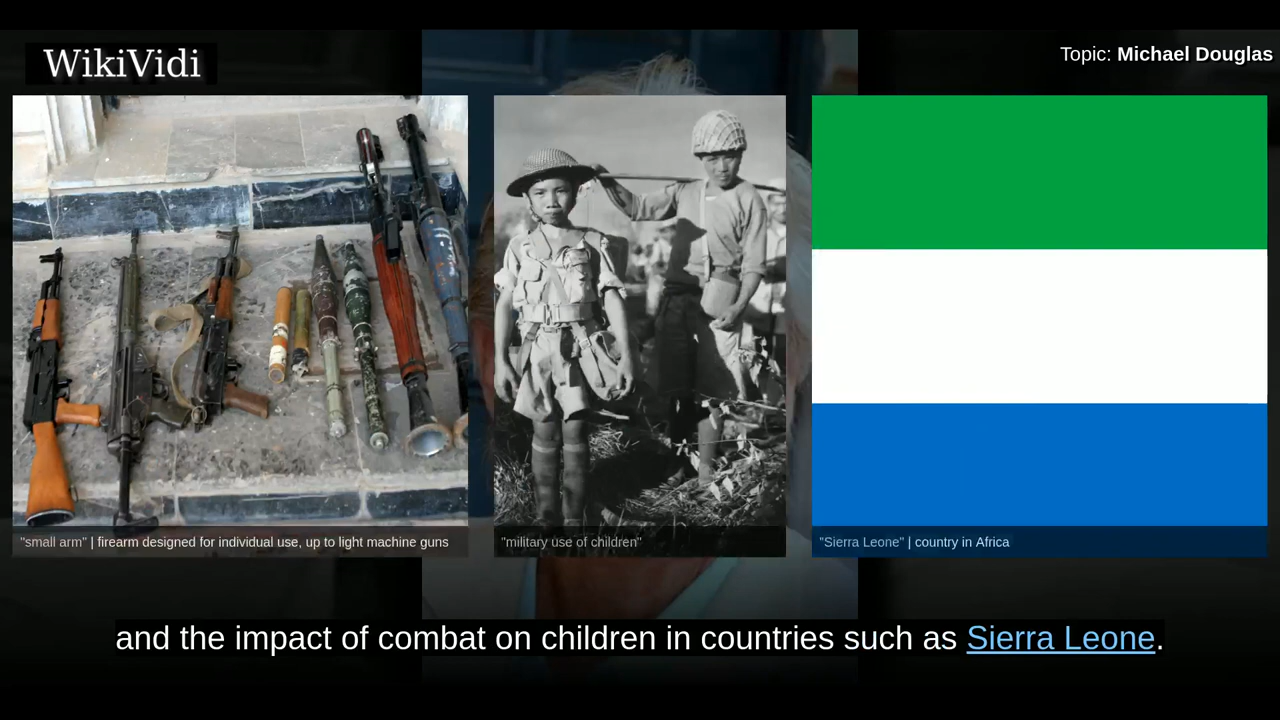 WikiVidi
Topic: Michael Douglas
"small arm" | firearm designed for individual use, up to light machine guns
"military use of children"
"Sierra Leone" | country in Africa
and the impact of combat on children in countries such as Sierra Leone.